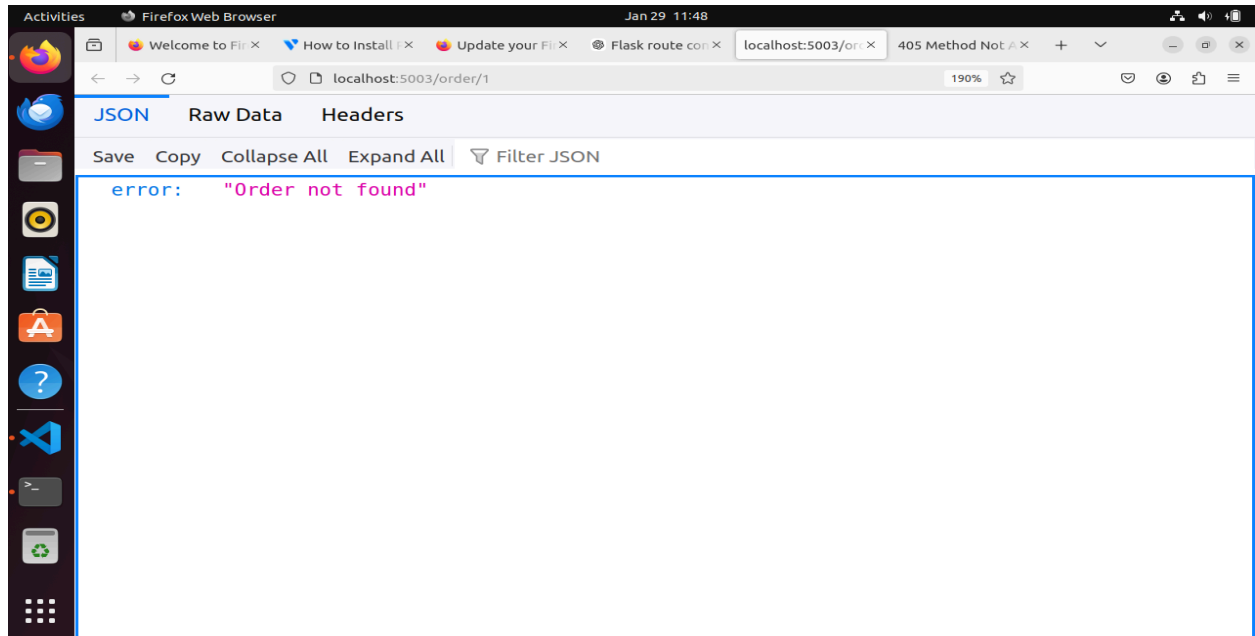 Activities Firefox Web Browser Jan 29 11:48
Welcome to Fir How to Install F Update your Fir Flask route con localhost:5003/ord 405 Method Not A
localhost:5003/order/1 190%
JSON Raw Data Headers
Save Copy Collapse All Expand All Filter JSON
error: "Order not found"